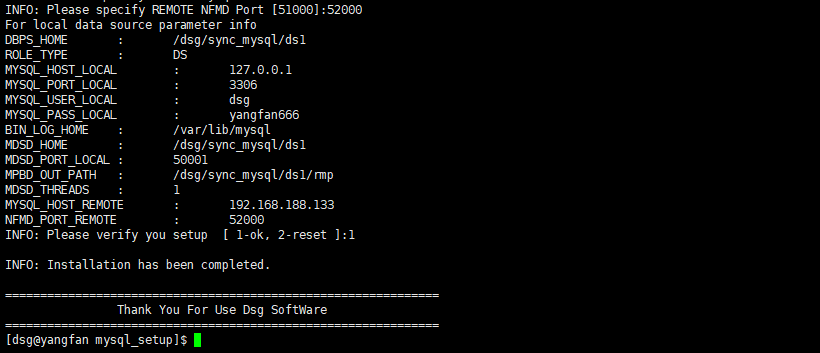 INFO: Please specify REMOTE NFMD Port [51000]:52000
For local data source parameter info
DBPS_HOME : /dsg/sync_mysql/ds1
ROLE_TYPE : DS
MYSQL_HOST_LOCAL : 127.0.0.1
MYSQL_PORT_LOCAL : 3306
MYSQL_USER_LOCAL : dsg
MYSQL_PASS_LOCAL : yangfan666
BIN_LOG_HOME : /var/lib/mysql
MDSD_HOME : /dsg/sync_mysql/ds1
MDSD_PORT_LOCAL : 50001
MPBD_OUT_PATH : /dsg/sync_mysql/ds1/rmp
MDSD_THREADS : 1
MYSQL_HOST_REMOTE : 192.168.188.133
NFMD_PORT_REMOTE : 52000
INFO: Please verify you setup  [ 1-ok, 2-reset ]:1
INFO: Installation has been completed.
==============================================================
Thank You For Use Dsg SoftWare
==============================================================
[dsg@yangfan mysql_setup]$